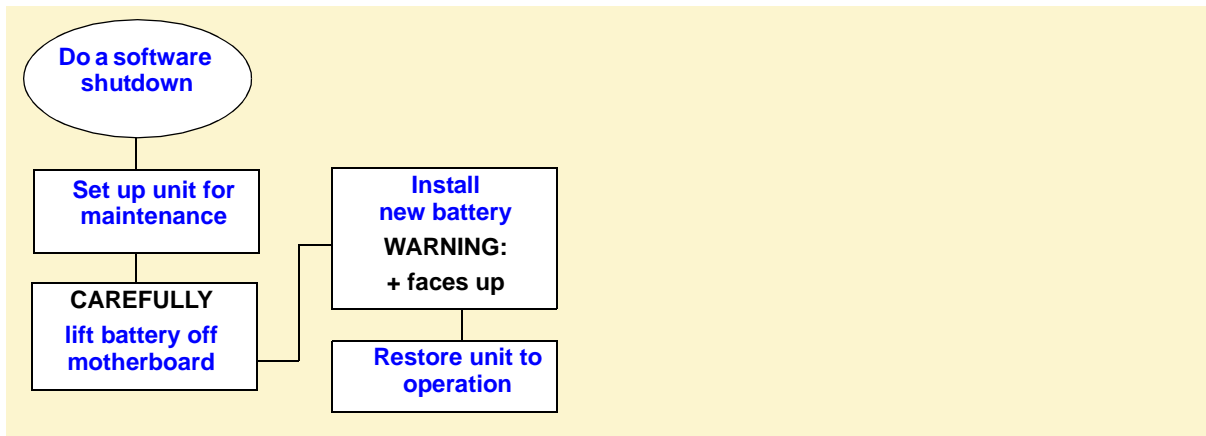 Do a software
shutdown
Set up unit for
maintenance
CAREFULLY
lift battery off
motherboard
Install
new battery
WARNING:
+ faces up
Restore unit to
operation